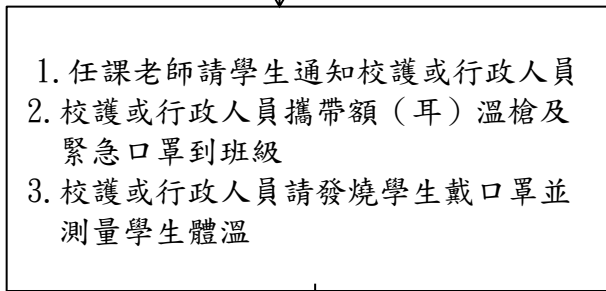 1.任課老師請學生通知校護或行政人員
2.校護或行政人員攜帶額（耳）溫槍及
緊急口罩到班級
3.校護或行政人員請發燒學生戴口罩並
測量學生體溫